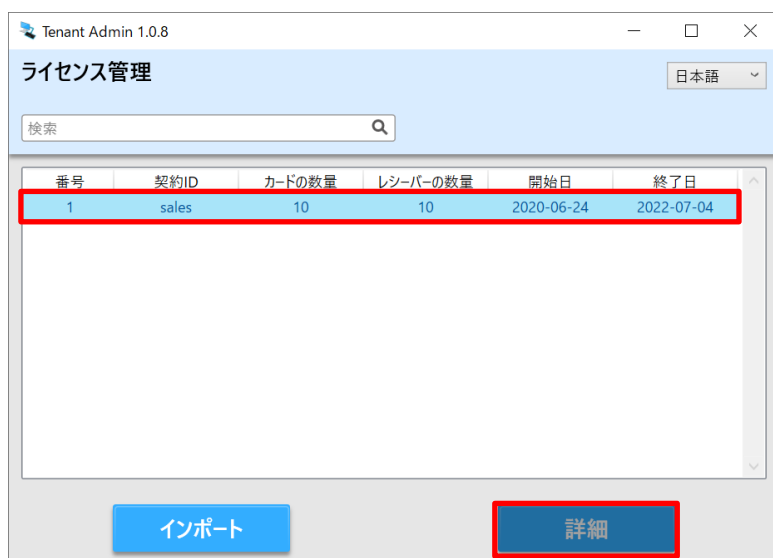 Tenant Admin 1.0.8
ライセンス管理
日本語
検索
番号 契約ID カードの数量 レシーバーの数量 開始日 終了日
1 sales 10 10 2020-06-24 2022-07-04
インポート 詳細